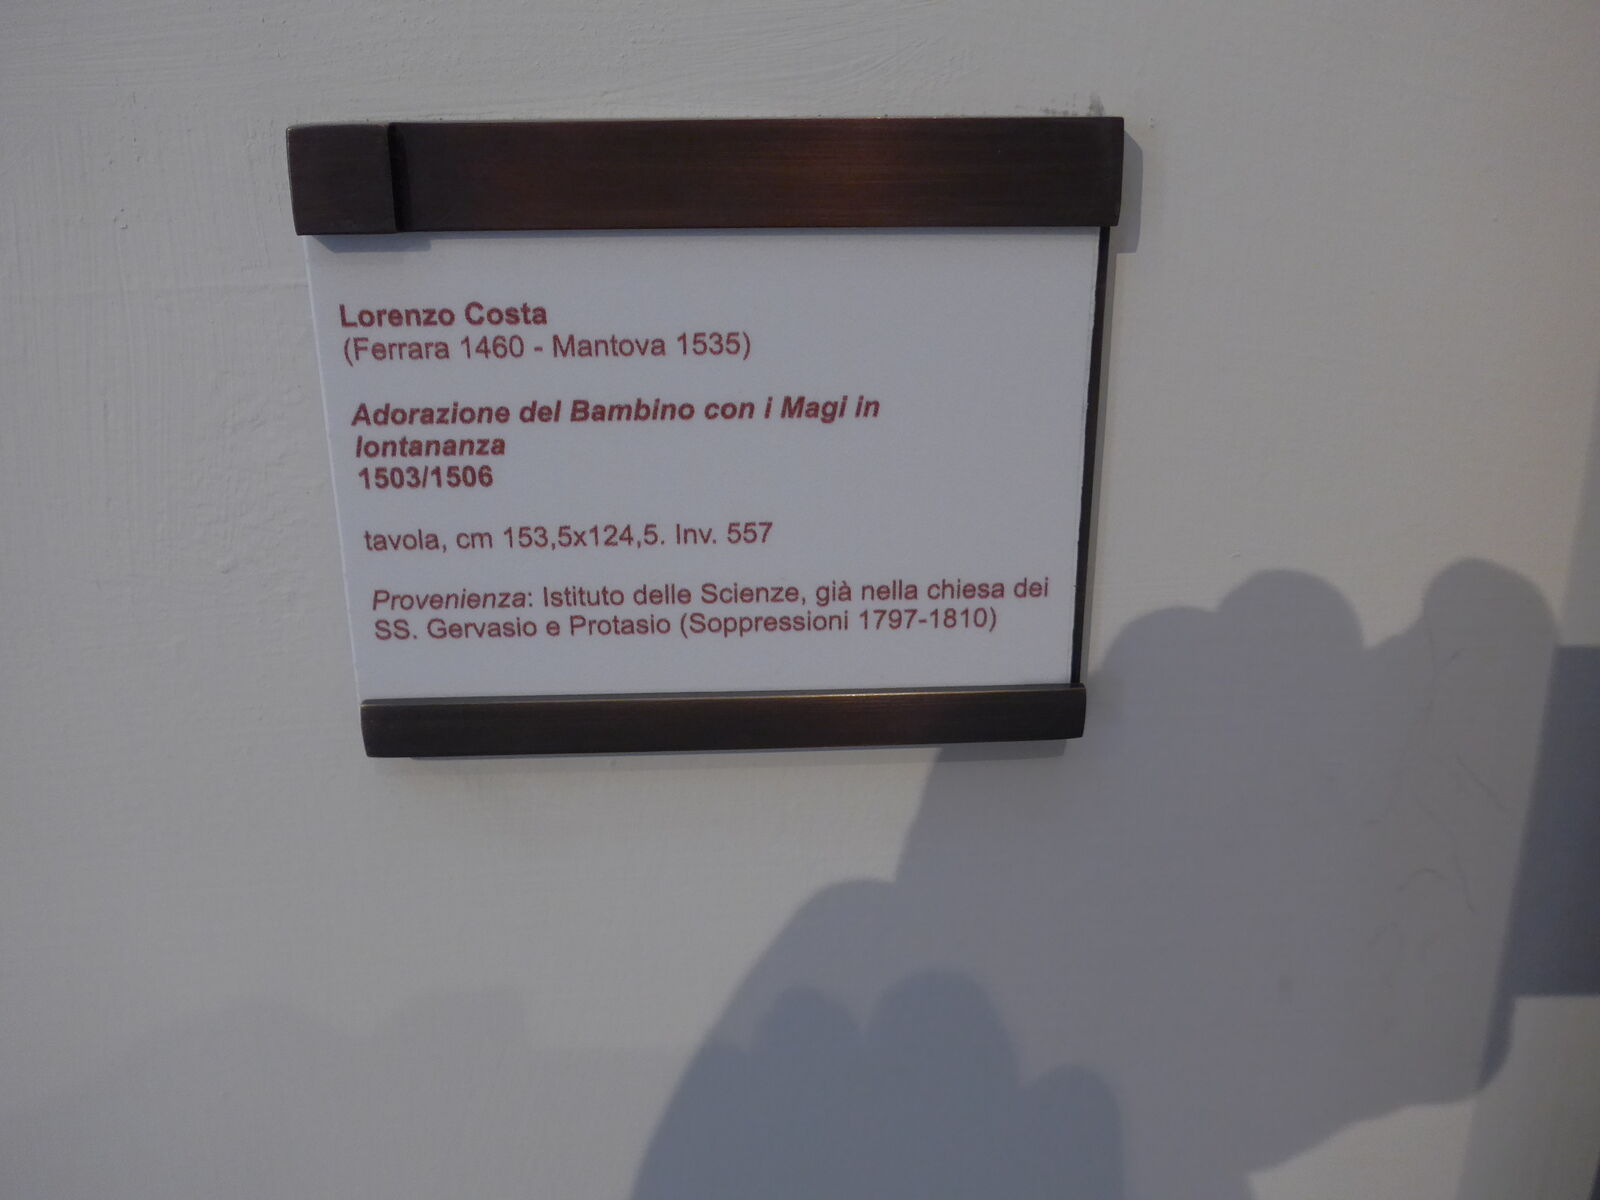 Lorenzo Costa
(Ferrara 1460 - Mantova 1535)
Adorazione del Bambino con i Magi in
lontananza
1503/1506
tavola, cm 153,5x124,5. Inv. 557
Provenienza: Istituto delle Scienze, già nella chiesa dei
SS. Gervasio e Protasio (Soppressioni 1797-1810)